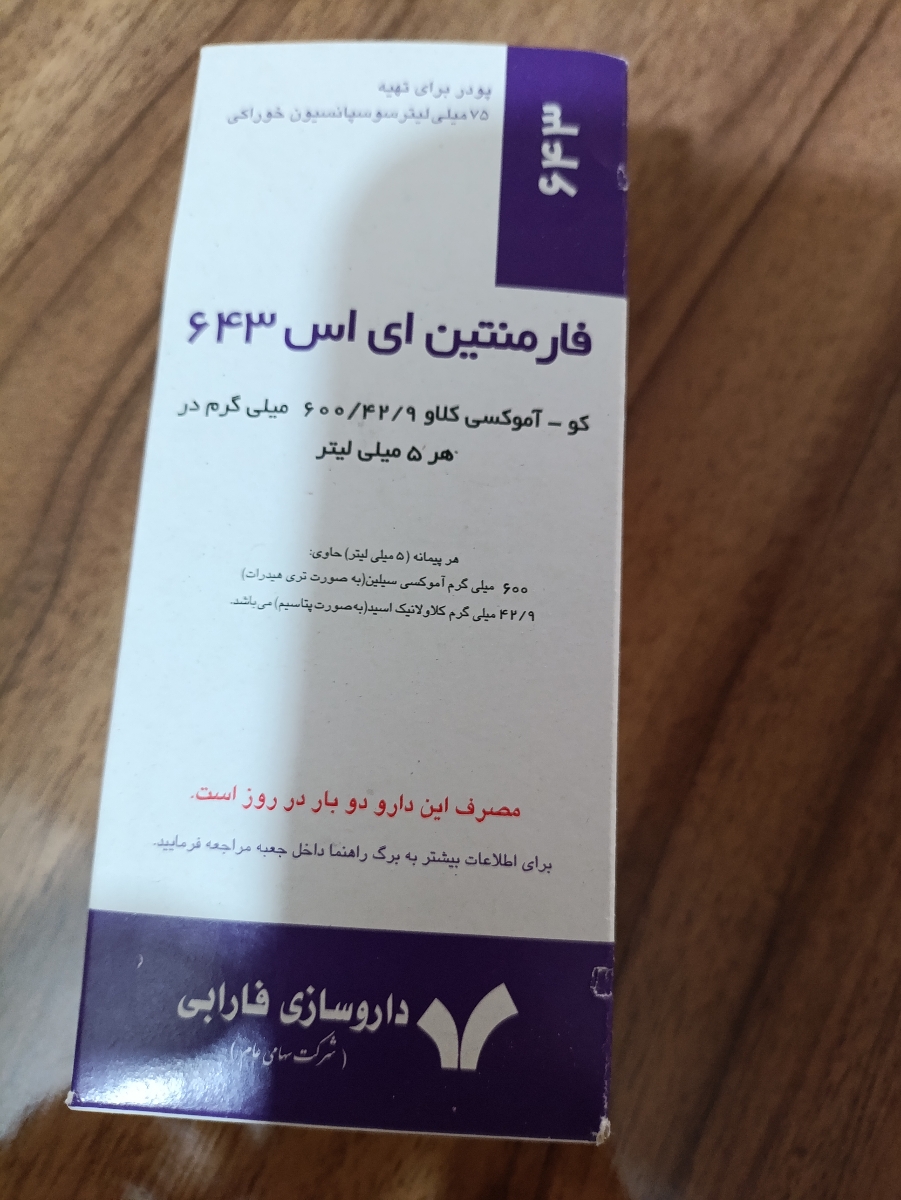 پودر برای تهیه
۷۵ میلی لیتر سوسپانسیون خوراکی
۶۴۳
فارمنتین ای اس ۶۴۳
کو - آموکسی کلاو ۶۰۰/۴۲/۹ میلی گرم در
هر ۵ میلی لیتر
هر پیمانه (۵ میلی لیتر) حاوی:
۶۰۰ میلی گرم آموکسی سیلین(به صورت تری هیدرات)
۴۲/۹ میلی گرم کلاولانیک اسید(به صورت پتاسیم) می‌باشد.
مصرف این دارو دو بار در روز است.
برای اطلاعات بیشتر به برگ راهنما داخل جعبه مراجعه فرمایید.
داروسازی فارابی
(شرکت سهامی عام)